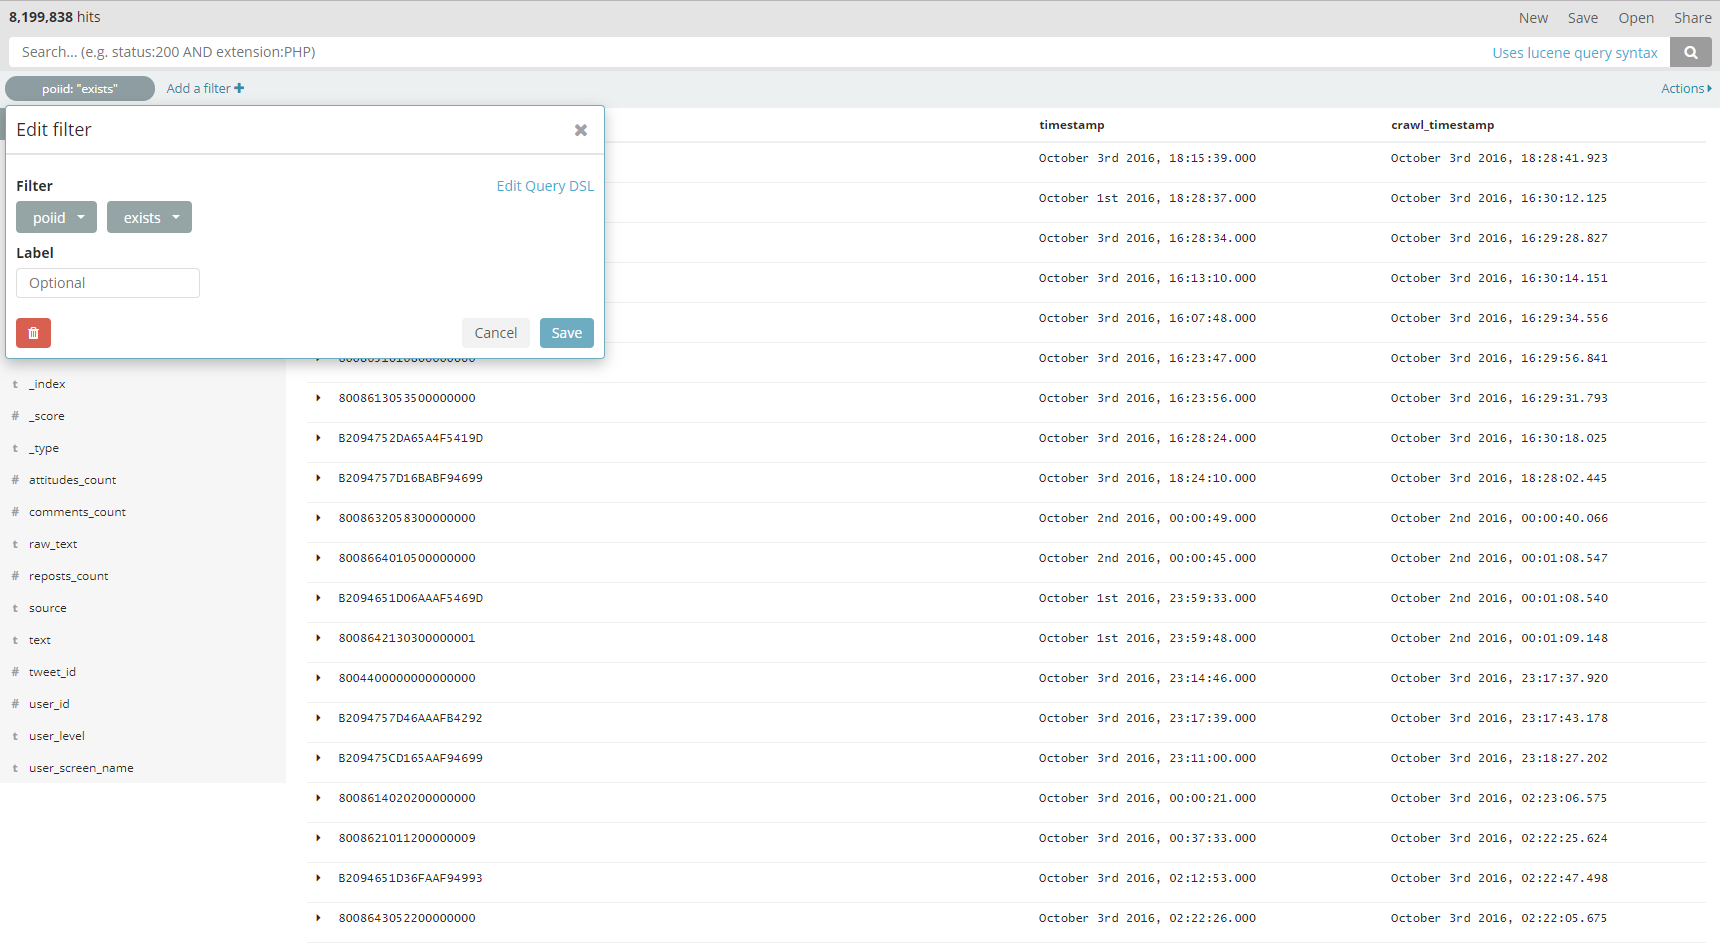 8,199,838 hits
New Save Open Share
Search... (e.g. status:200 AND extension:PHP)
Uses lucene query syntax
poiid: "exists" Add a filter
Actions
Edit filter
Filter
Edit Query DSL
poiid exists
Label
Optional
Cancel Save
t _index
# _score
t _type
# attitudes_count
# comments_count
t raw_text
# reposts_count
t source
t text
# tweet_id
# user_id
t user_level
t user_screen_name
timestamp crawl_timestamp
October 3rd 2016, 18:15:39.000 October 3rd 2016, 18:28:41.923
October 1st 2016, 18:28:37.000 October 3rd 2016, 16:30:12.125
October 3rd 2016, 16:28:34.000 October 3rd 2016, 16:29:28.827
October 3rd 2016, 16:13:10.000 October 3rd 2016, 16:30:14.151
October 3rd 2016, 16:07:48.000 October 3rd 2016, 16:29:34.556
October 3rd 2016, 16:23:47.000 October 3rd 2016, 16:29:56.841
8008613053500000000 October 3rd 2016, 16:23:56.000 October 3rd 2016, 16:29:31.793
B2094752DA65A4F5419D October 3rd 2016, 16:28:24.000 October 3rd 2016, 16:30:18.025
B2094757D16BABF94699 October 3rd 2016, 18:24:10.000 October 3rd 2016, 18:28:02.445
8008632058300000000 October 2nd 2016, 00:00:49.000 October 2nd 2016, 00:00:40.066
8008664010500000000 October 2nd 2016, 00:00:45.000 October 2nd 2016, 00:01:08.547
B2094651D06AAAF5469D October 1st 2016, 23:59:33.000 October 2nd 2016, 00:01:08.540
8008642130300000001 October 1st 2016, 23:59:48.000 October 2nd 2016, 00:01:09.148
8004400000000000000 October 3rd 2016, 23:14:46.000 October 3rd 2016, 23:17:37.920
B2094757D46AAAFB4292 October 3rd 2016, 23:17:39.000 October 3rd 2016, 23:17:43.178
B209475CD165AAF94699 October 3rd 2016, 23:11:00.000 October 3rd 2016, 23:18:27.202
8008614020200000000 October 3rd 2016, 00:00:21.000 October 3rd 2016, 02:23:06.575
8008621011200000009 October 3rd 2016, 00:37:33.000 October 3rd 2016, 02:22:25.624
B2094651D36FAAF94993 October 3rd 2016, 02:12:53.000 October 3rd 2016, 02:22:47.498
8008643052200000000 October 3rd 2016, 02:22:26.000 October 3rd 2016, 02:22:05.675